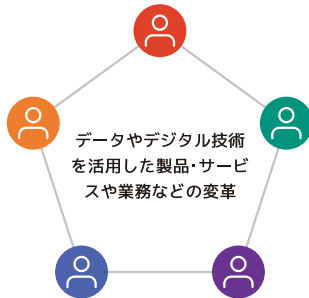 データやデジタル技術
を活用した製品・サービ
スや業務などの変革